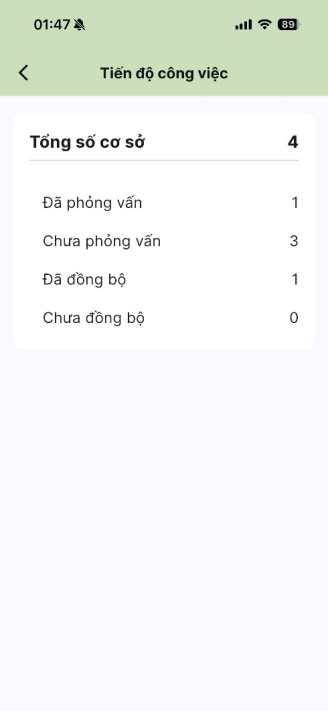 01:47
89
Tiến độ công việc
Tổng số cơ sở 4
Đã phỏng vấn 1
Chưa phỏng vấn 3
Đã đồng bộ 1
Chưa đồng bộ 0